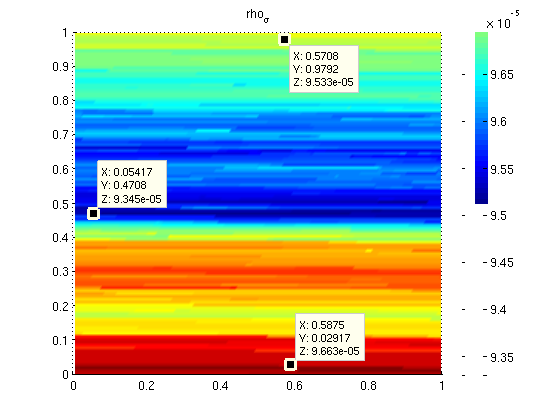 rho_σ
× 10^-5
1
0.9
0.8
0.7
0.6
0.5
0.4
0.3
0.2
0.1
0
X: 0.5708
Y: 0.9792
Z: 9.533e-05
X: 0.05417
Y: 0.4708
Z: 9.345e-05
X: 0.5875
Y: 0.02917
Z: 9.663e-05
0 0.2 0.4 0.6 0.8 1
9.65
9.6
9.55
9.5
9.45
9.4
9.35